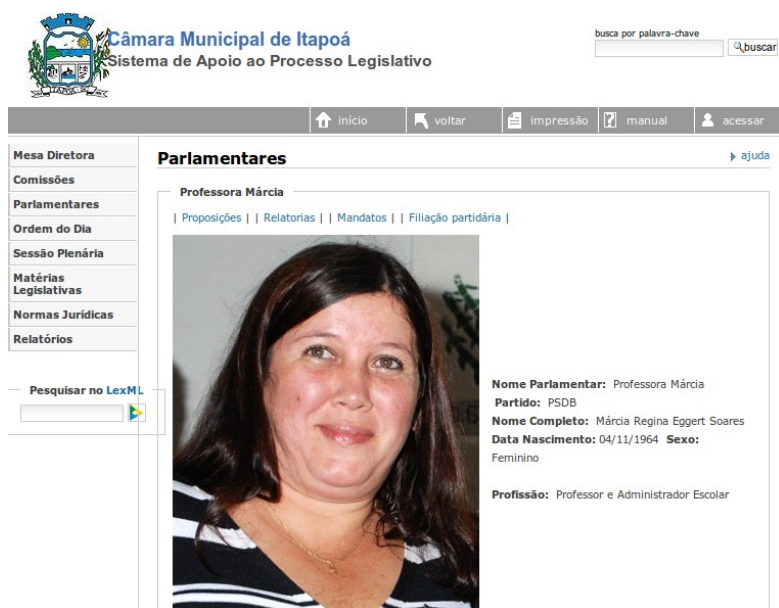 Câmara Municipal de Itapoá
Sistema de Apoio ao Processo Legislativo
busca por palavra-chave
buscar
ITAPOÁ SC
início voltar impressão manual acessar
Mesa Diretora
Comissões
Parlamentares
Ordem do Dia
Sessão Plenária
Matérias
Legislativas
Normas Jurídicas
Relatórios
Pesquisar no LexML
Parlamentares
ajuda
Professora Márcia
| Proposições | | Relatorias | | Mandatos | | Filiação partidária |
Nome Parlamentar: Professora Márcia
Partido: PSDB
Nome Completo: Márcia Regina Eggert Soares
Data Nascimento: 04/11/1964 Sexo:
Feminino
Profissão: Professor e Administrador Escolar